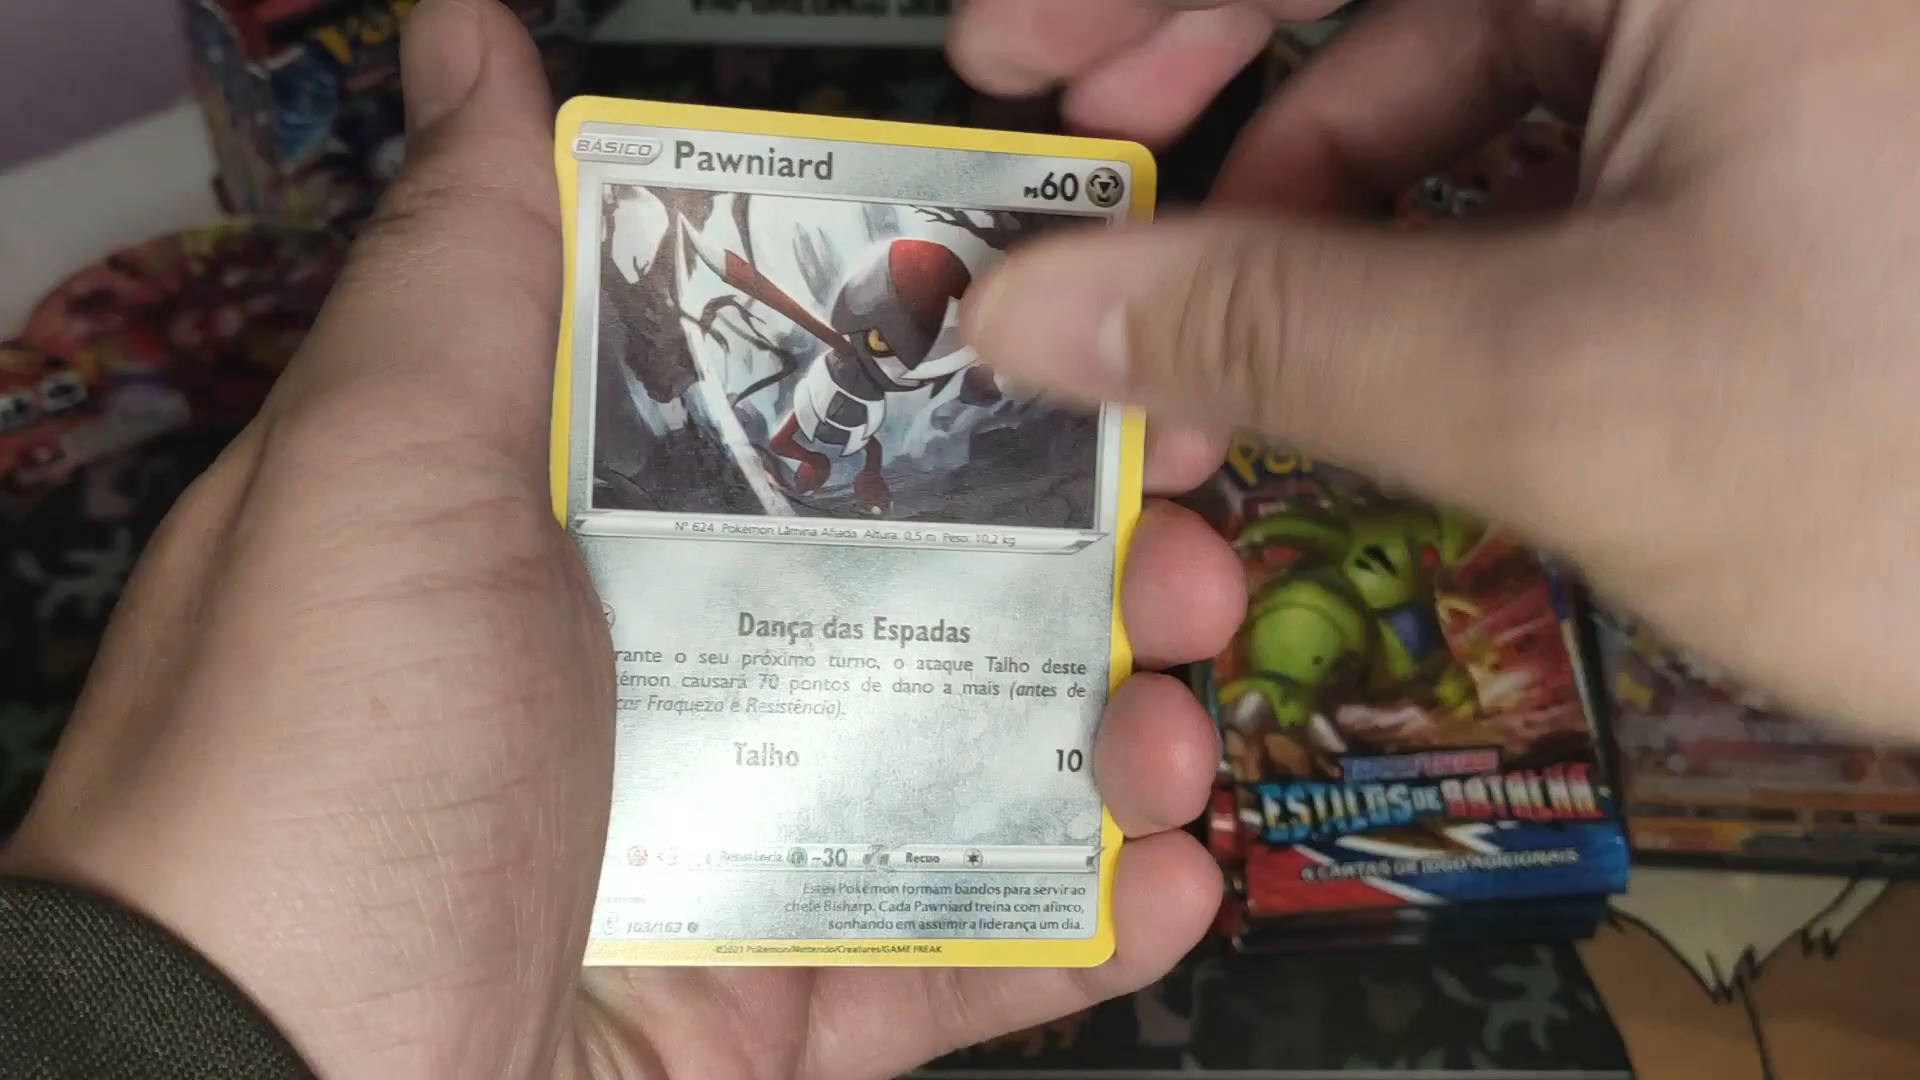 BÁSICO Pawniard PS60
Nº 624 Pokémon Lâmina Afiada Altura: 0,5 m Peso: 10,2 kg
Dança das Espadas
rante o seu próximo turno, o ataque Talho deste
émon causará 70 pontos de dano a mais (antes de
car Fraqueza e Resistência).
Talho 10
Resistência -30 Recuo
Estes Pokémon formam bandos para servir ao
chefe Bisharp. Cada Pawniard treina com afinco,
sonhando em assumir a liderança um dia.
103/163
©2021 Pokémon/Nintendo/Creatures/GAME FREAK
ESTILOS DE BATALHA
6 CARTAS DE JOGO ADICIONAIS